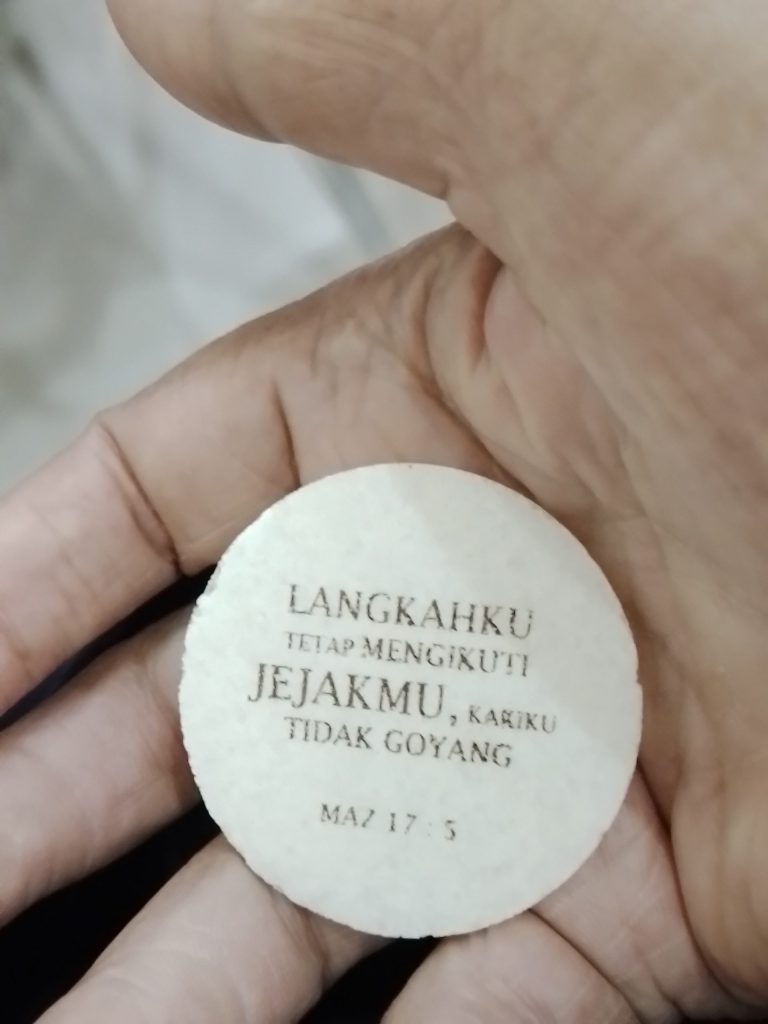 LANGKAHKU
TETAP MENGIKUTI
JEJAKMU, KAKIKU
TIDAK GOYANG
MAZ 17 : 5